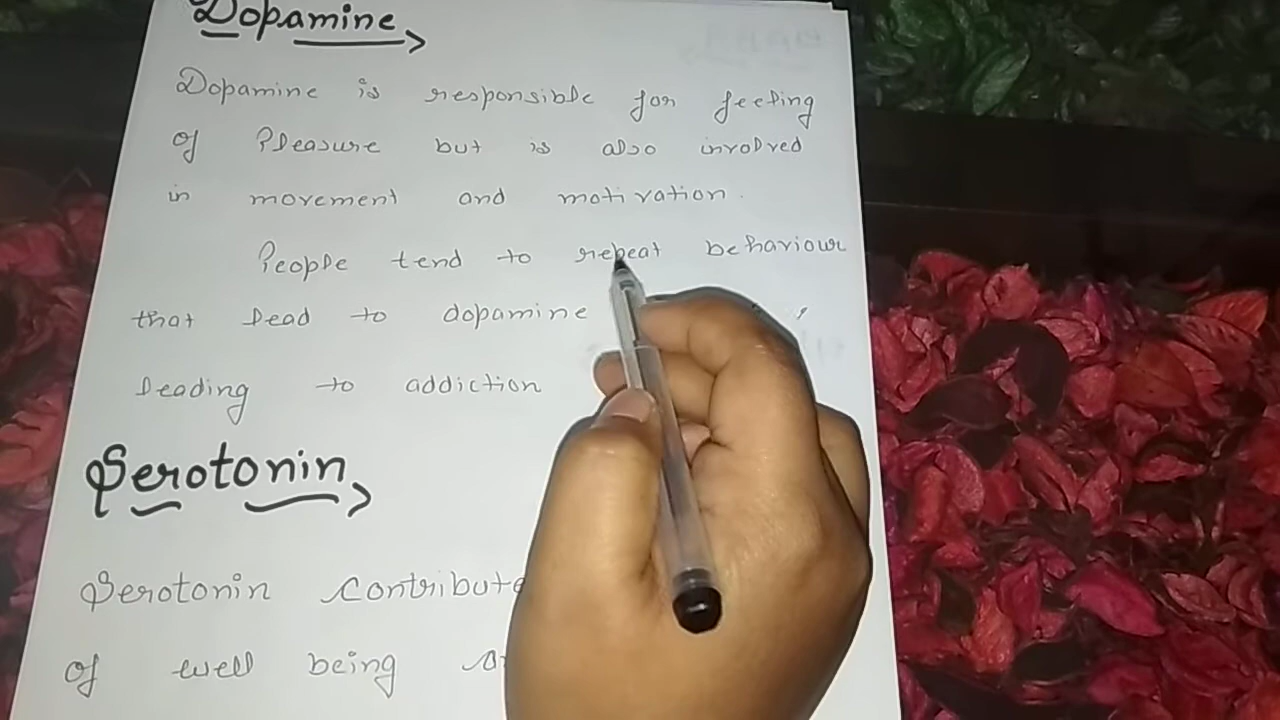 Dopamine
Dopamine is responsible for feeling
of Pleasure but is also involved
in movement and motivation.
People tend to repeat behaviour
that lead to dopamine ,
leading to addiction
Serotonin
Serotonin contribute
of well being